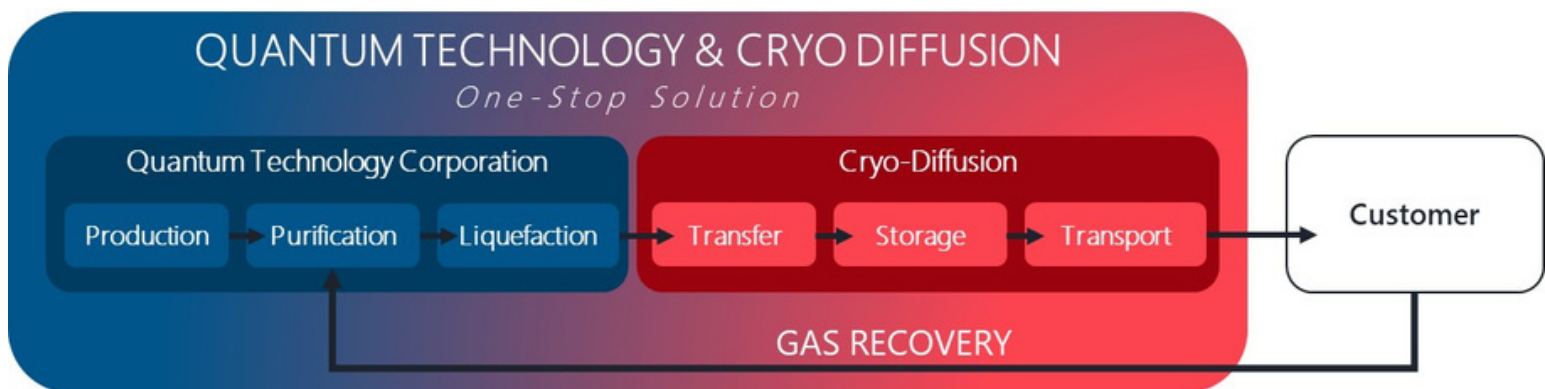 QUANTUM TECHNOLOGY & CRYO DIFFUSION
One-Stop Solution
Quantum Technology Corporation
Production
Purification
Liquefaction
Cryo-Diffusion
Transfer
Storage
Transport
Customer
GAS RECOVERY